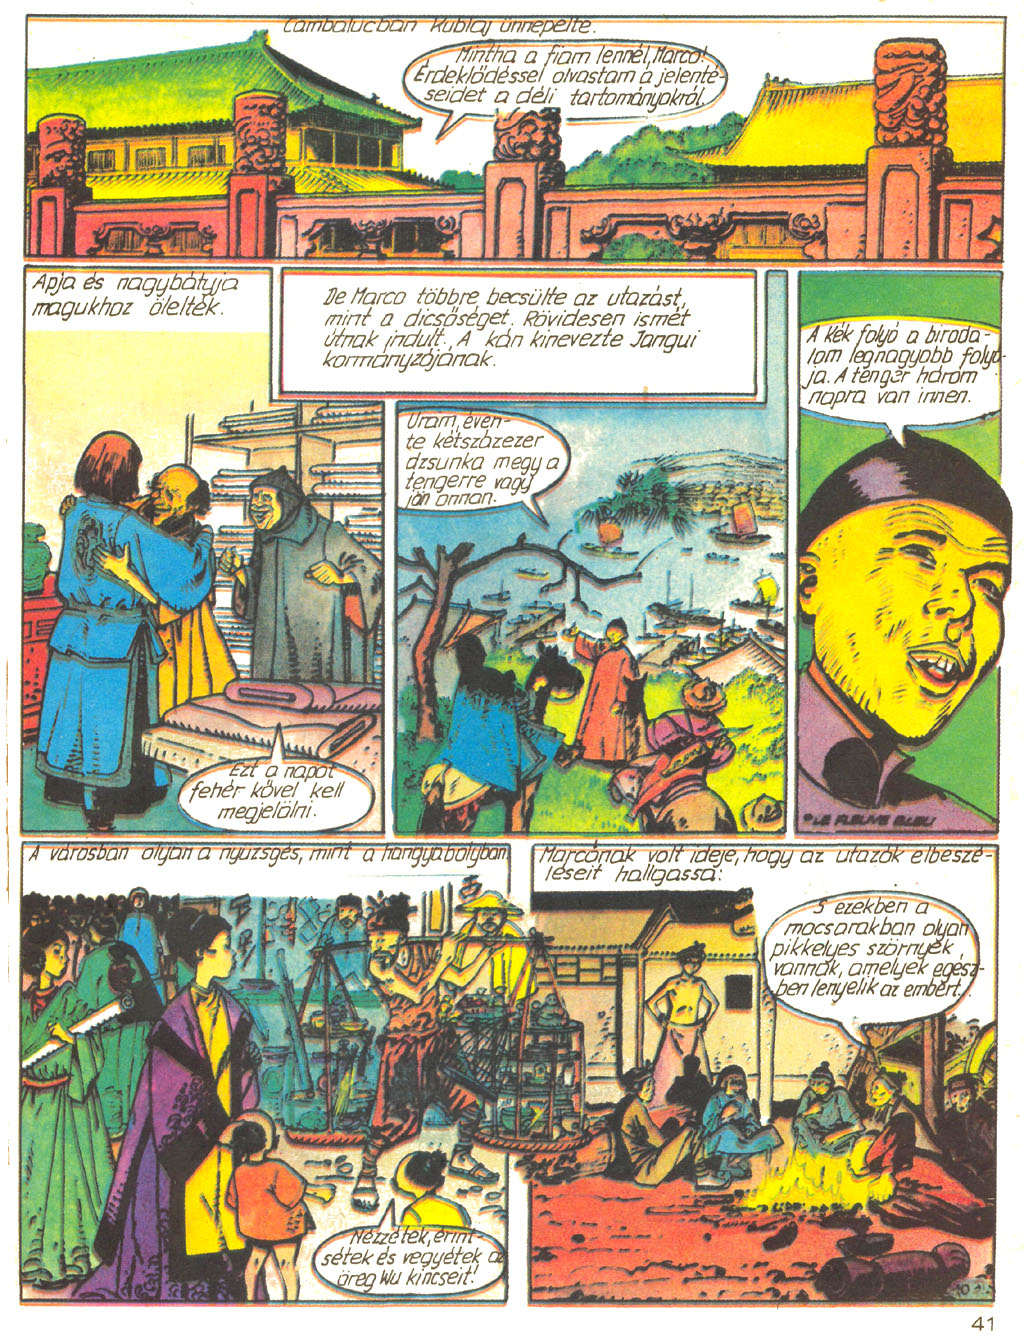 Cambalucban Kublaj ünnepelte.
Mintha a fiam lennél, Marco!
Érdeklődéssel olvastam a jelenté-
seidet a déli tartományokról.
Apja és nagybátyja
magukhoz ölelték.
Ezt a napot
fehér kővel kell
megjelölni.
De Marco többre becsülte az utazást,
mint a dicsőséget. Rövidesen ismét
útnak indult. A kán kinevezte Jangui
kormányzójának.
Uram, éven-
te kétszázezer
dzsunka megy a
tengerre vagy
jön onnan.
A Kék folyó a biroda-
lom legnagyobb folyó-
ja. A tenger három
napra van innen.
* LE FLEUVE BLEU
A városban olyan a nyüzsgés, mint a hangyabolyban
Nézzétek, érint-
sétek és vegyétek az
öreg Wu kincseit!
Marcónak volt ideje, hogy az utazók elbeszé-
léseit hallgassa:
S ezekben a
mocsarakban olyan
pikkelyes szörnyek
vannak, amelyek egész-
ben lenyelik az embert...
41